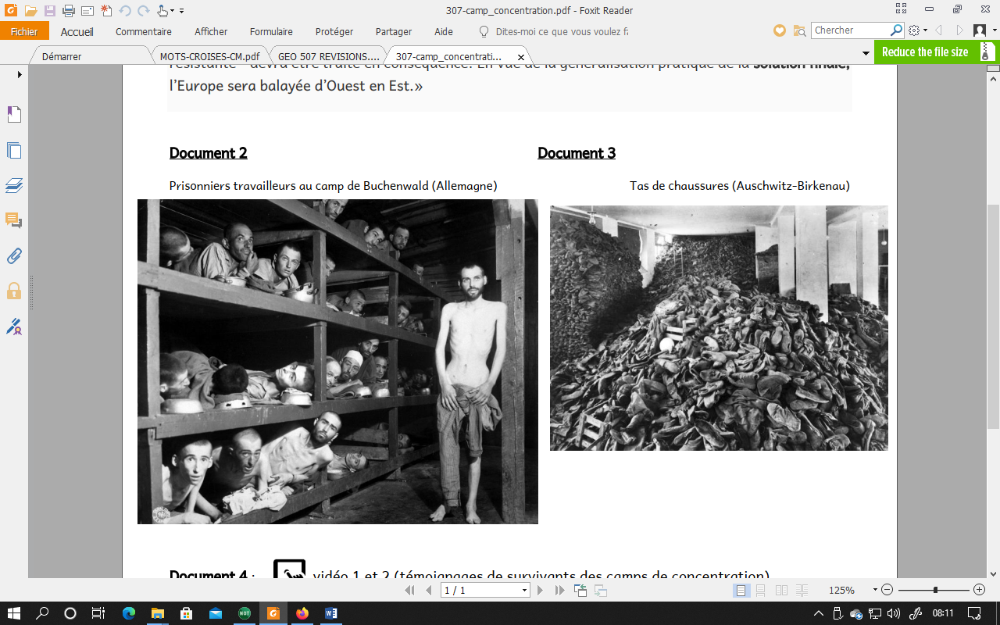 307-camp_concentration.pdf - Foxit Reader
Fichier Accueil Commentaire Afficher Formulaire Protéger Partager Aide Dites-moi ce que vous voulez fa Chercher
Démarrer MOTS-CROISES-CM.pdf GEO 507 REVISIONS.... 307-camp_concentrati... Reduce the file size
résistante - devra être traité en conséquence. En vue de la généralisation pratique de la solution finale,
l'Europe sera balayée d'Ouest en Est.»
Document 2 Document 3
Prisonniers travailleurs au camp de Buchenwald (Allemagne) Tas de chaussures (Auschwitz-Birkenau)
Document 4 : vidéo 1 et 2 (témoignages de survivants des camps de concentration)
1 / 1 125%
NOT 08:11